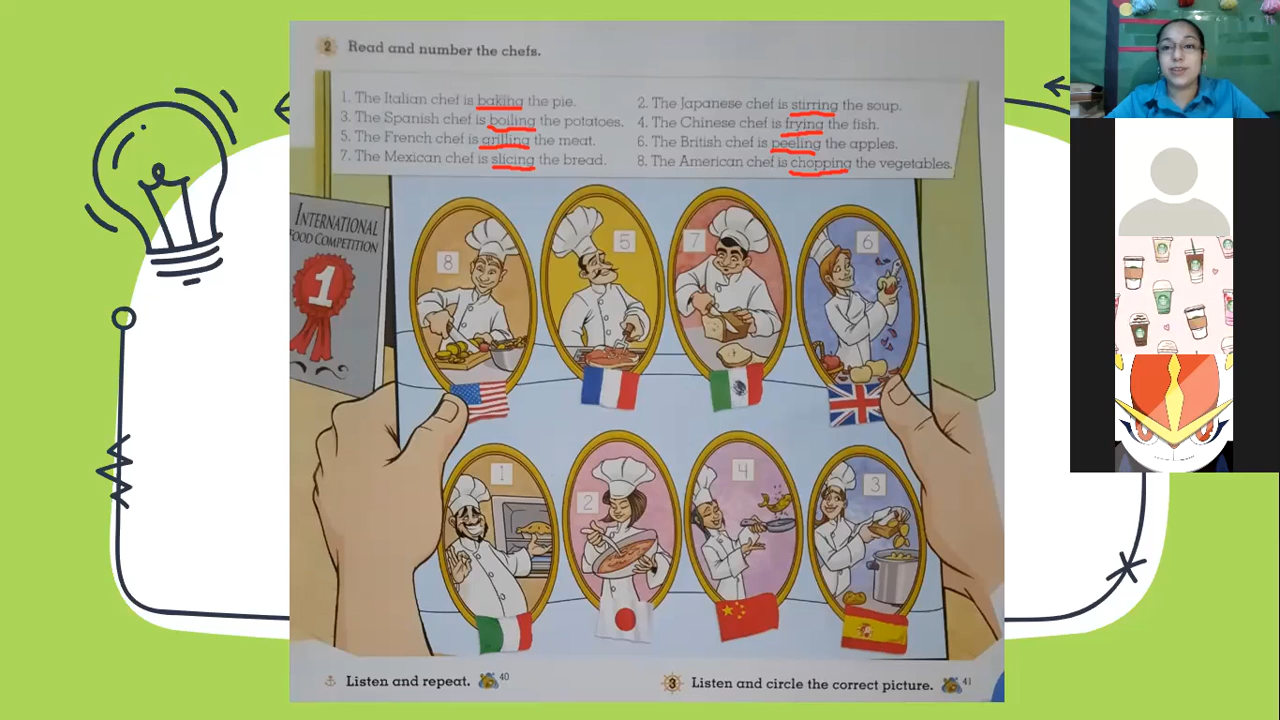 2 Read and number the chefs.
1. The Italian chef is baking the pie.
2. The Japanese chef is stirring the soup.
3. The Spanish chef is boiling the potatoes.
4. The Chinese chef is frying the fish.
5. The French chef is grilling the meat.
6. The British chef is peeling the apples.
7. The Mexican chef is slicing the bread.
8. The American chef is chopping the vegetables.
INTERNATIONAL
FOOD COMPETITION
1
8
5
7
6
1
2
4
3
Listen and repeat. 40
3 Listen and circle the correct picture. 41